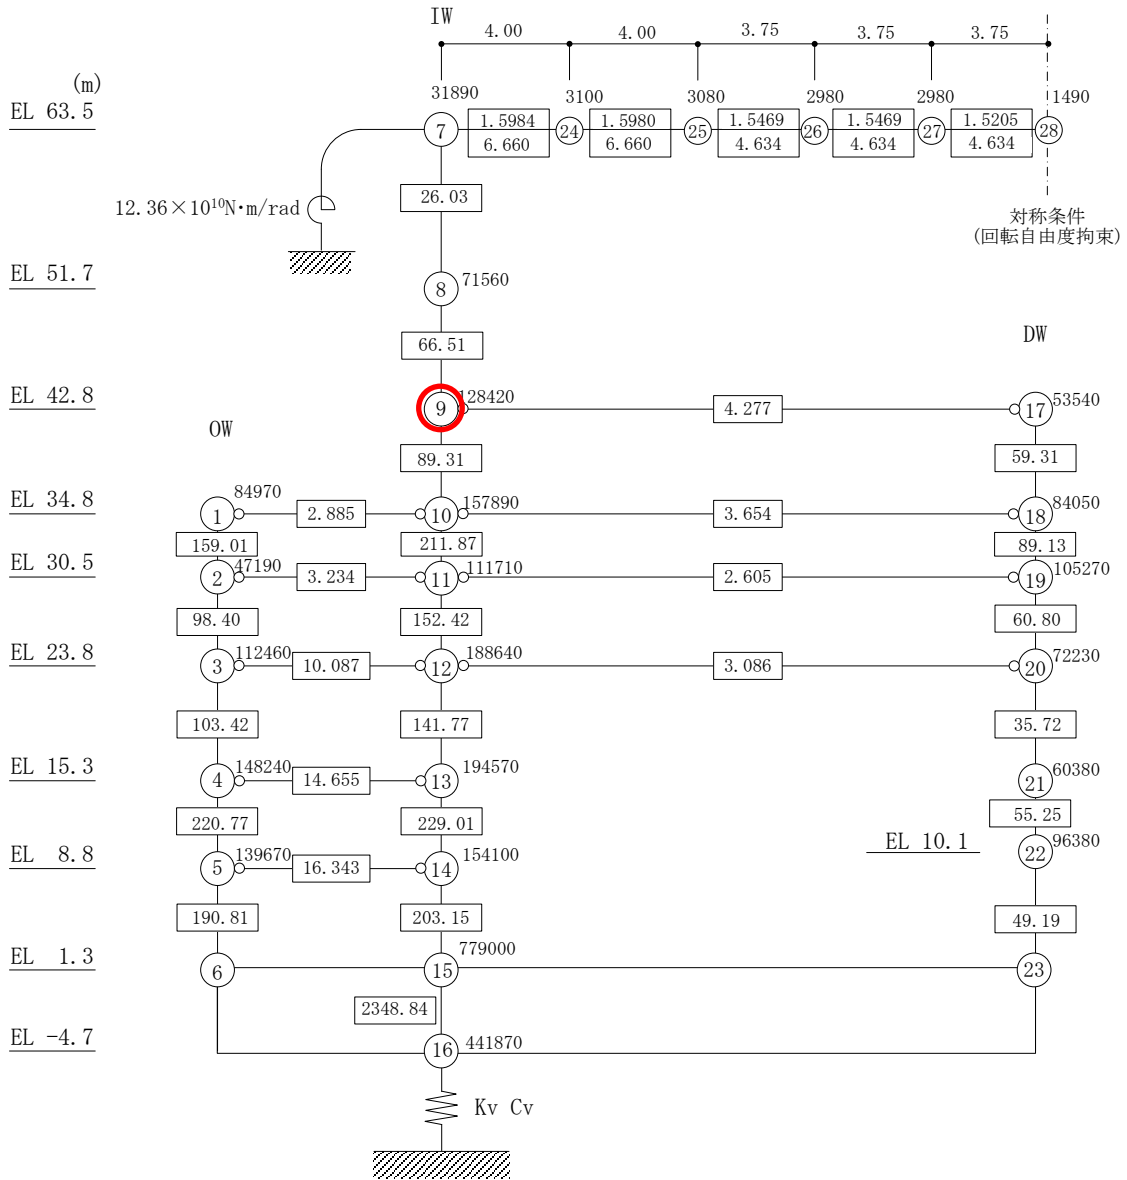 IW
4.00 4.00 3.75 3.75 3.75
(m)
31890 3100 3080 2980 2980 1490
EL 63.5
1.5984 1.5980 1.5469 1.5469 1.5205
7 24 25 26 27 28
6.660 6.660 4.634 4.634 4.634
26.03
12.36×10¹⁰N・m/rad
対称条件
(回転自由度拘束)
EL 51.7
8 71560
66.51
DW
EL 42.8
9 128420 4.277 17 53540
OW
89.31 59.31
EL 34.8
84970 157890 84050
1 2.885 10 3.654 18
159.01 211.87 89.13
EL 30.5
47190 111710 105270
2 3.234 11 2.605 19
98.40 152.42 60.80
EL 23.8
112460 188640 72230
3 10.087 12 3.086 20
103.42 141.77 35.72
EL 15.3
148240 194570 60380
4 14.655 13 21
220.77 229.01 55.25
EL 10.1
22 96380
EL 8.8
139670 154100
5 16.343 14
190.81 203.15 49.19
EL 1.3
779000
6 15 23
2348.84
EL -4.7
16 441870
Kv Cv